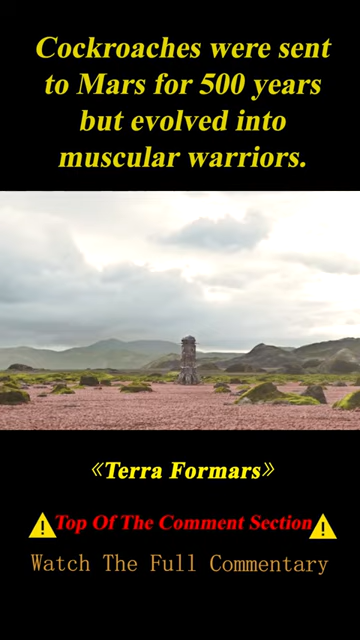 Cockroaches were sent
to Mars for 500 years
but evolved into
muscular warriors.
《Terra Formars》
Top Of The Comment Section
Watch The Full Commentary